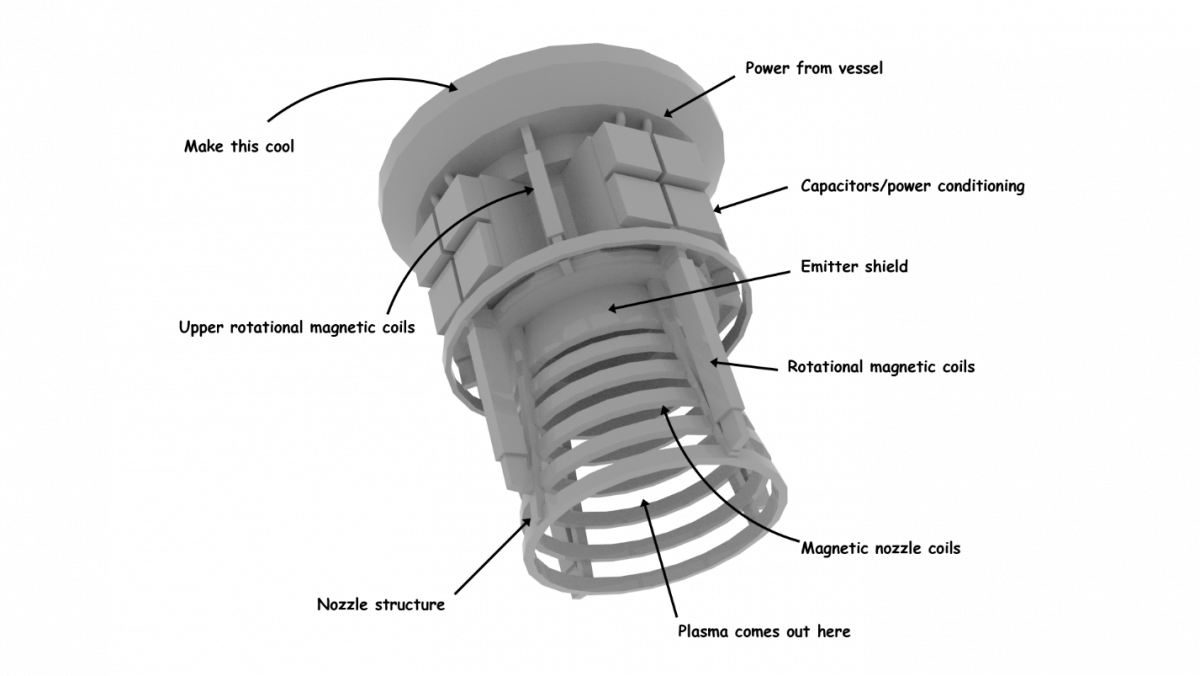 Power from vessel
Make this cool
Capacitors/power conditioning
Emitter shield
Upper rotational magnetic coils
Rotational magnetic coils
Magnetic nozzle coils
Nozzle structure
Plasma comes out here